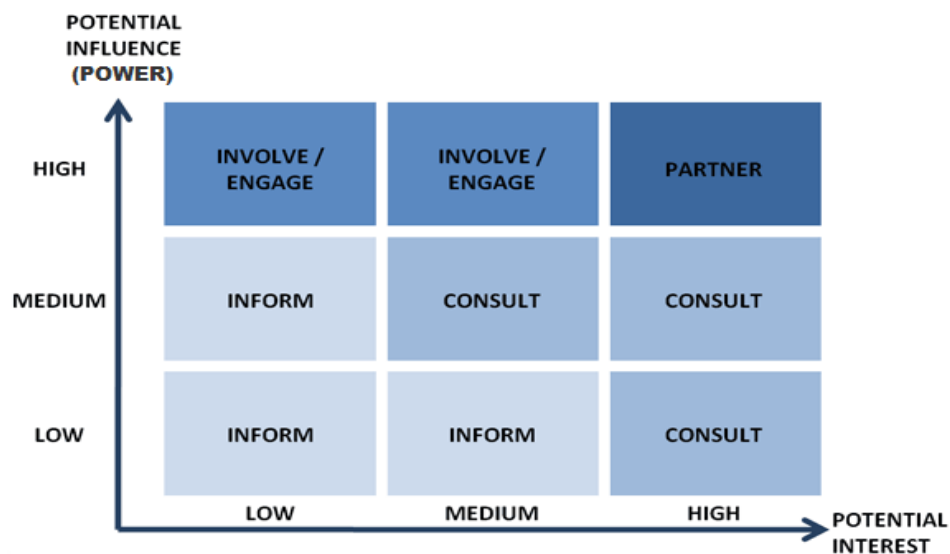 POTENTIAL
INFLUENCE
(POWER)
HIGH
INVOLVE /
ENGAGE
INVOLVE /
ENGAGE
PARTNER
MEDIUM
INFORM
CONSULT
CONSULT
LOW
INFORM
INFORM
CONSULT
LOW
MEDIUM
HIGH
POTENTIAL
INTEREST